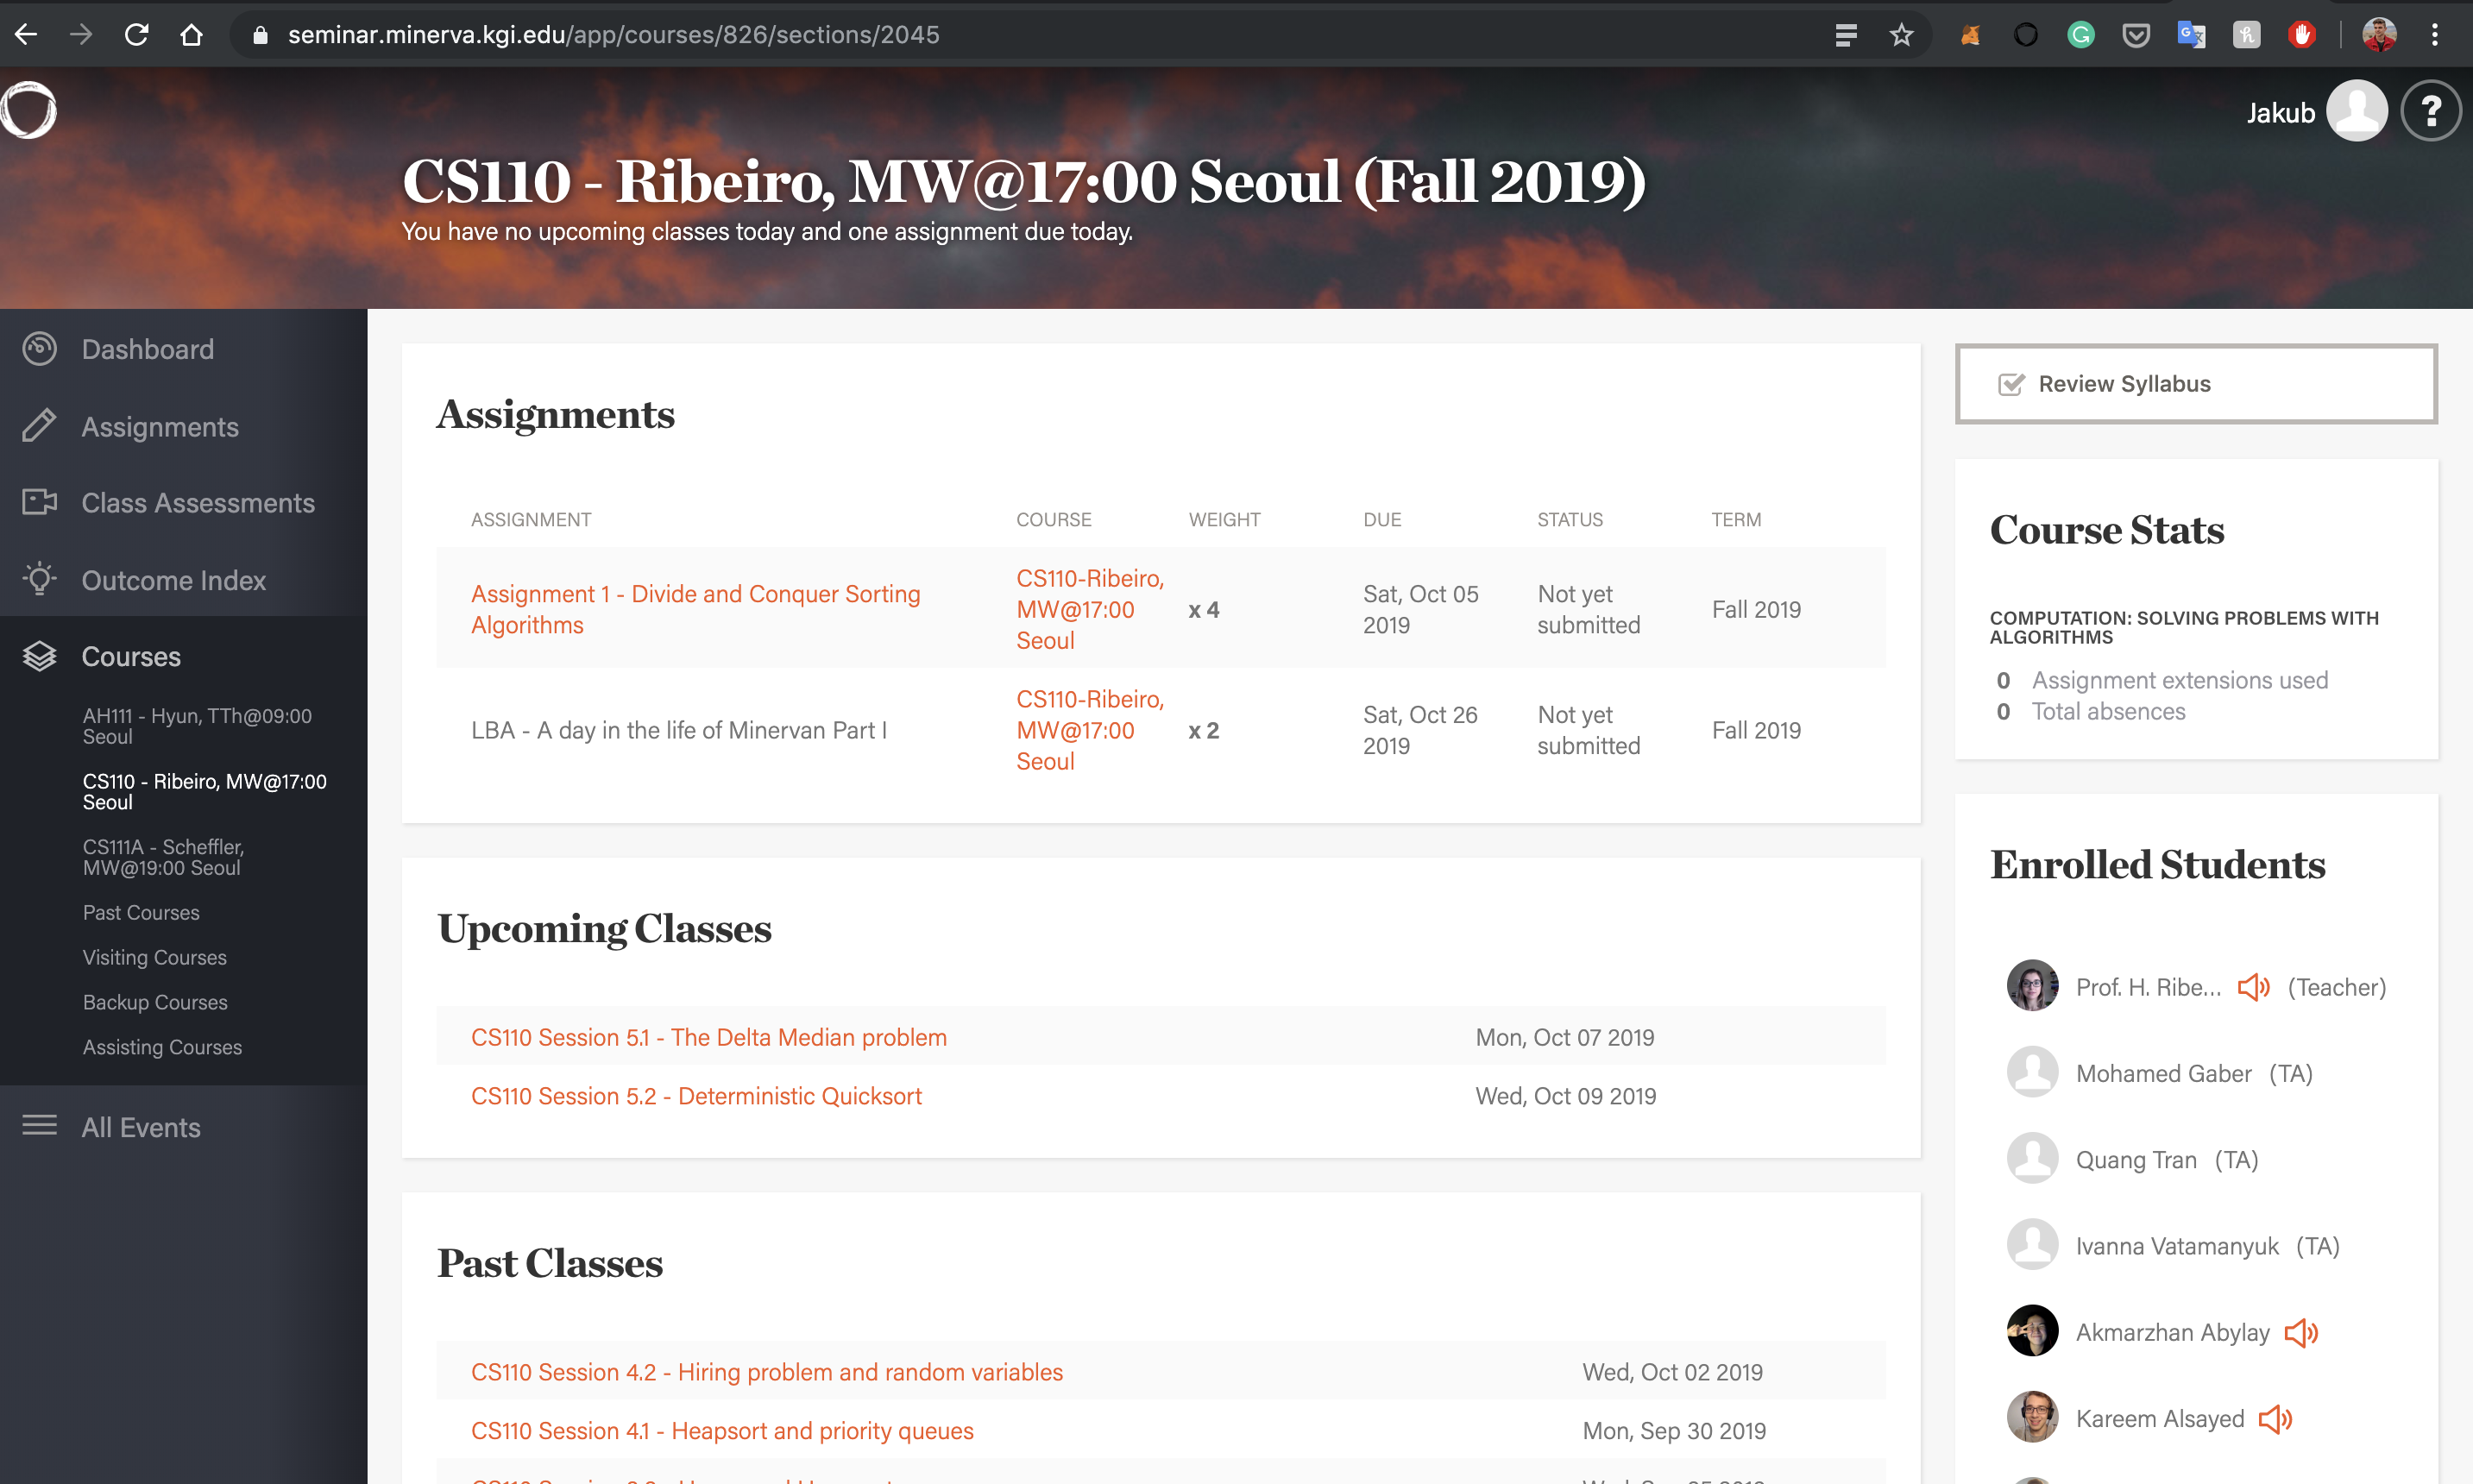 seminar.minerva.kgi.edu/app/courses/826/sections/2045
Jakub
?
CS110 - Ribeiro, MW@17:00 Seoul (Fall 2019)
You have no upcoming classes today and one assignment due today.
Dashboard
Assignments
Class Assessments
Outcome Index
Courses
AH111 - Hyun, TTh@09:00
Seoul
CS110 - Ribeiro, MW@17:00
Seoul
CS111A - Scheffler,
MW@19:00 Seoul
Past Courses
Visiting Courses
Backup Courses
Assisting Courses
All Events
Assignments
ASSIGNMENT COURSE WEIGHT DUE STATUS TERM
Assignment 1 - Divide and Conquer Sorting
Algorithms
CS110-Ribeiro,
MW@17:00
Seoul
x 4
Sat, Oct 05
2019
Not yet
submitted
Fall 2019
LBA - A day in the life of Minervan Part I
CS110-Ribeiro,
MW@17:00
Seoul
x 2
Sat, Oct 26
2019
Not yet
submitted
Fall 2019
Upcoming Classes
CS110 Session 5.1 - The Delta Median problem Mon, Oct 07 2019
CS110 Session 5.2 - Deterministic Quicksort Wed, Oct 09 2019
Past Classes
CS110 Session 4.2 - Hiring problem and random variables Wed, Oct 02 2019
CS110 Session 4.1 - Heapsort and priority queues Mon, Sep 30 2019
Review Syllabus
Course Stats
COMPUTATION: SOLVING PROBLEMS WITH
ALGORITHMS
0 Assignment extensions used
0 Total absences
Enrolled Students
Prof. H. Ribe... (Teacher)
Mohamed Gaber (TA)
Quang Tran (TA)
Ivanna Vatamanyuk (TA)
Akmarzhan Abylay
Kareem Alsayed